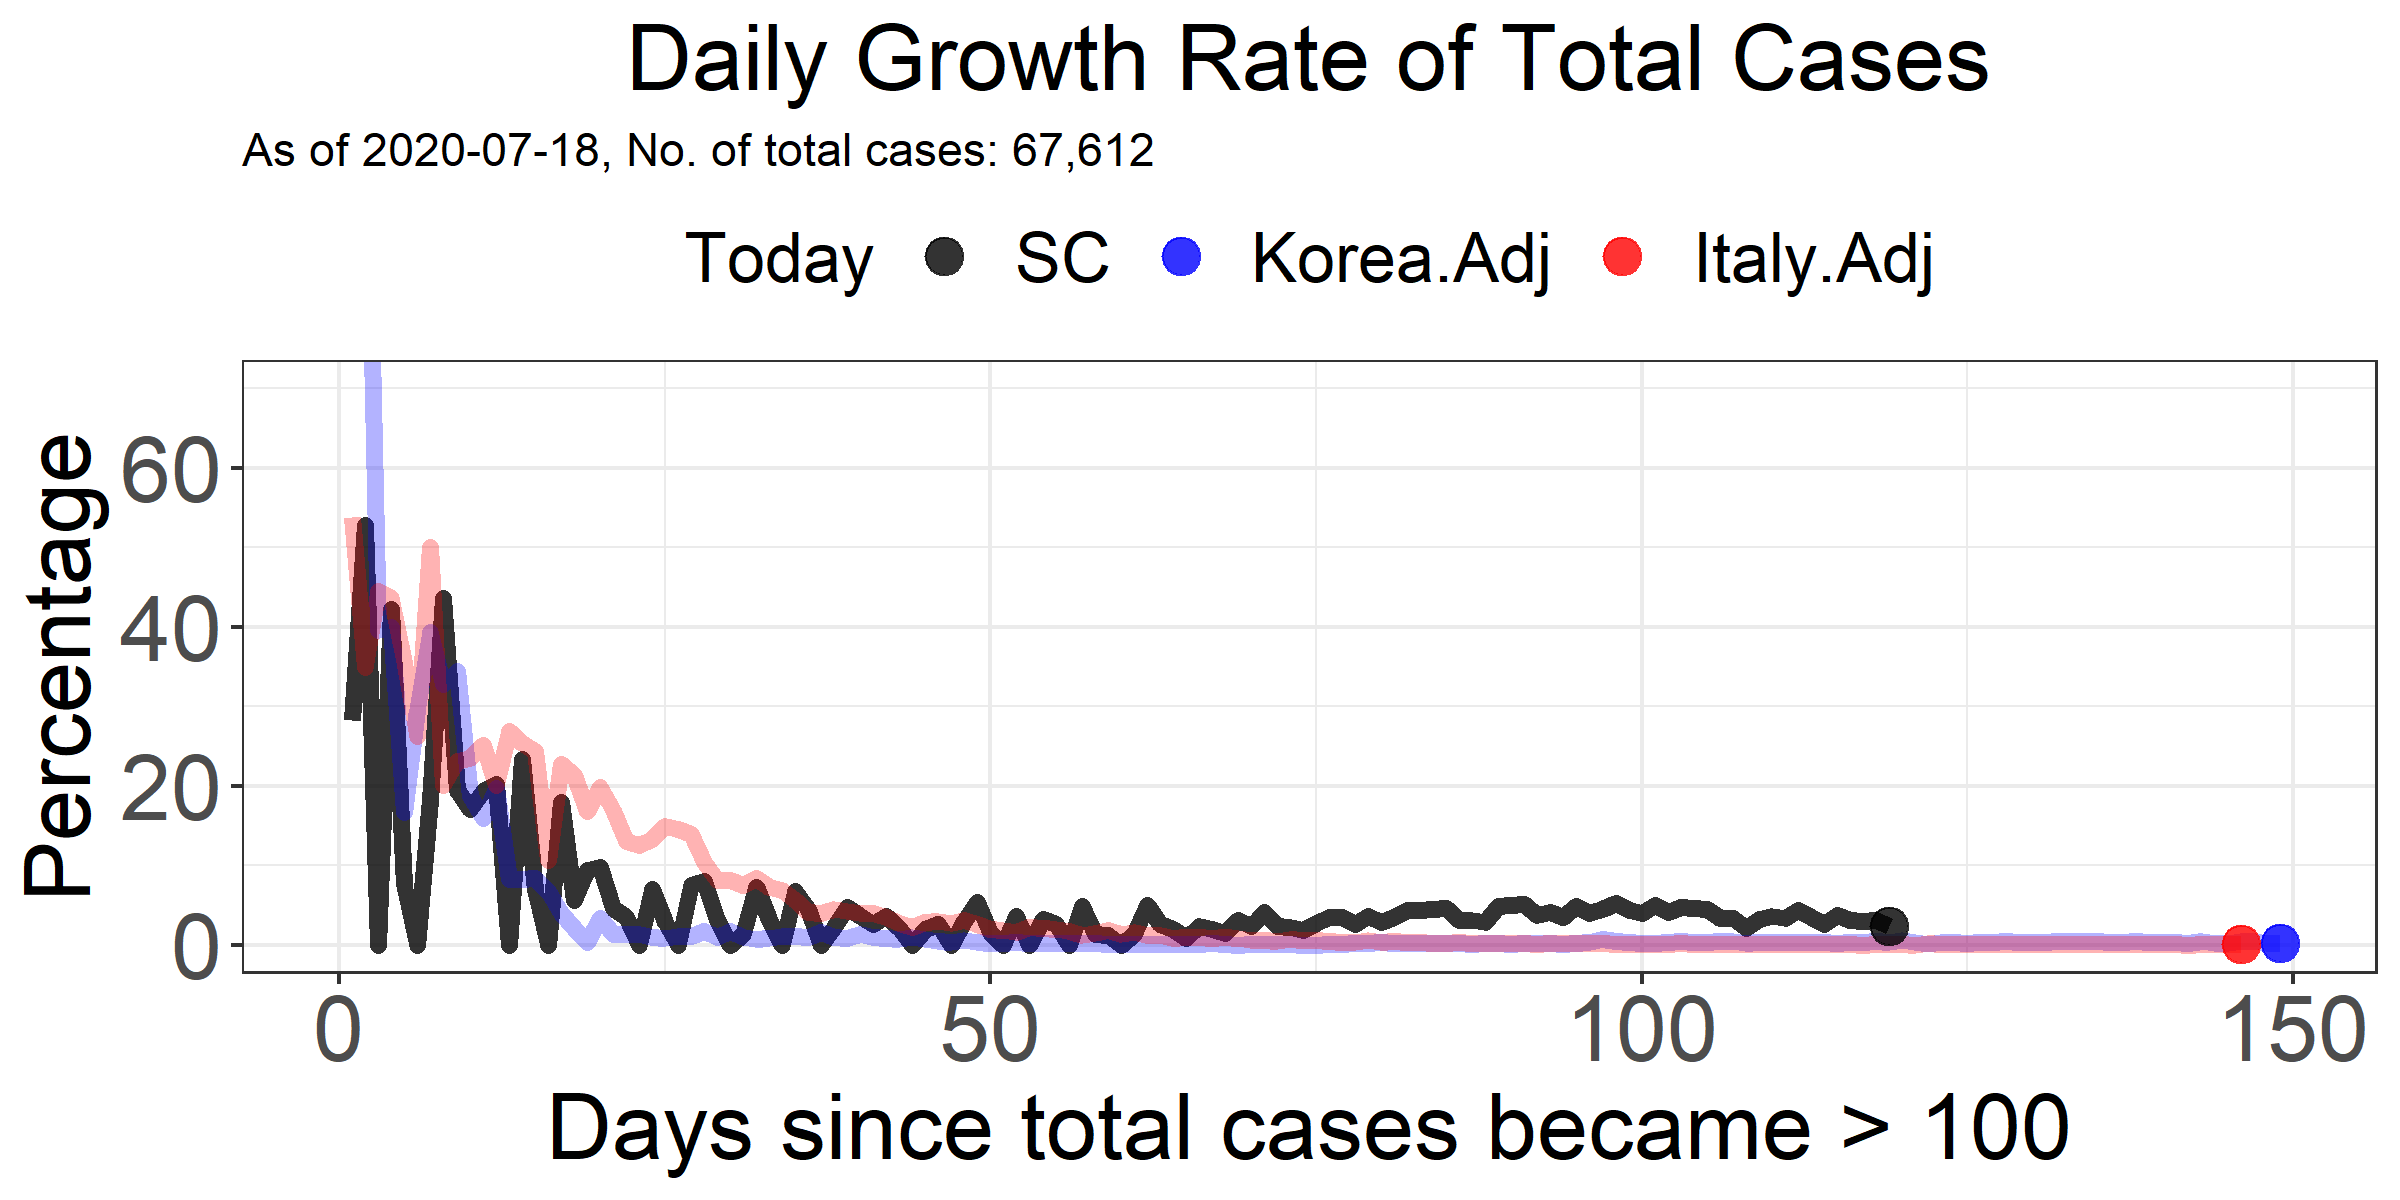 Daily Growth Rate of Total Cases
As of 2020-07-18, No. of total cases: 67,612
Today SC Korea.Adj Italy.Adj
Percentage
60
40
20
0
0 50 100 150
Days since total cases became > 100